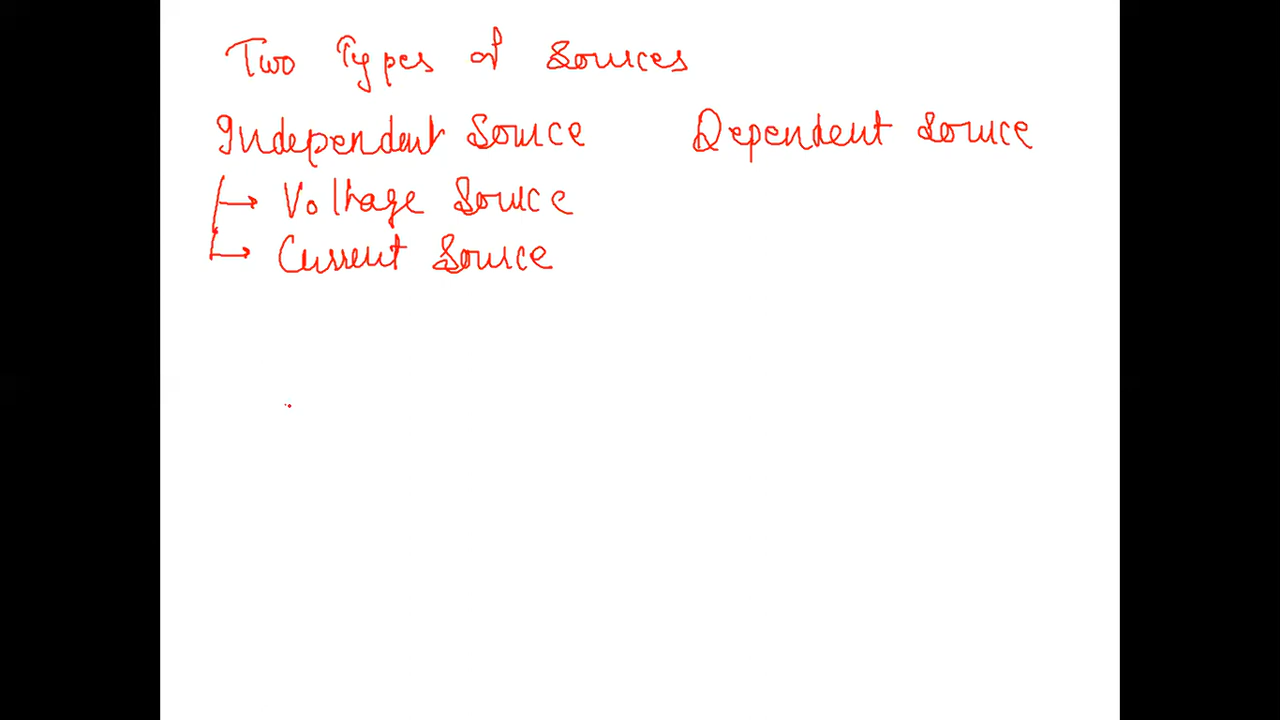 Two Types of Sources
Independent Source Dependent Source
Voltage Source
Current Source